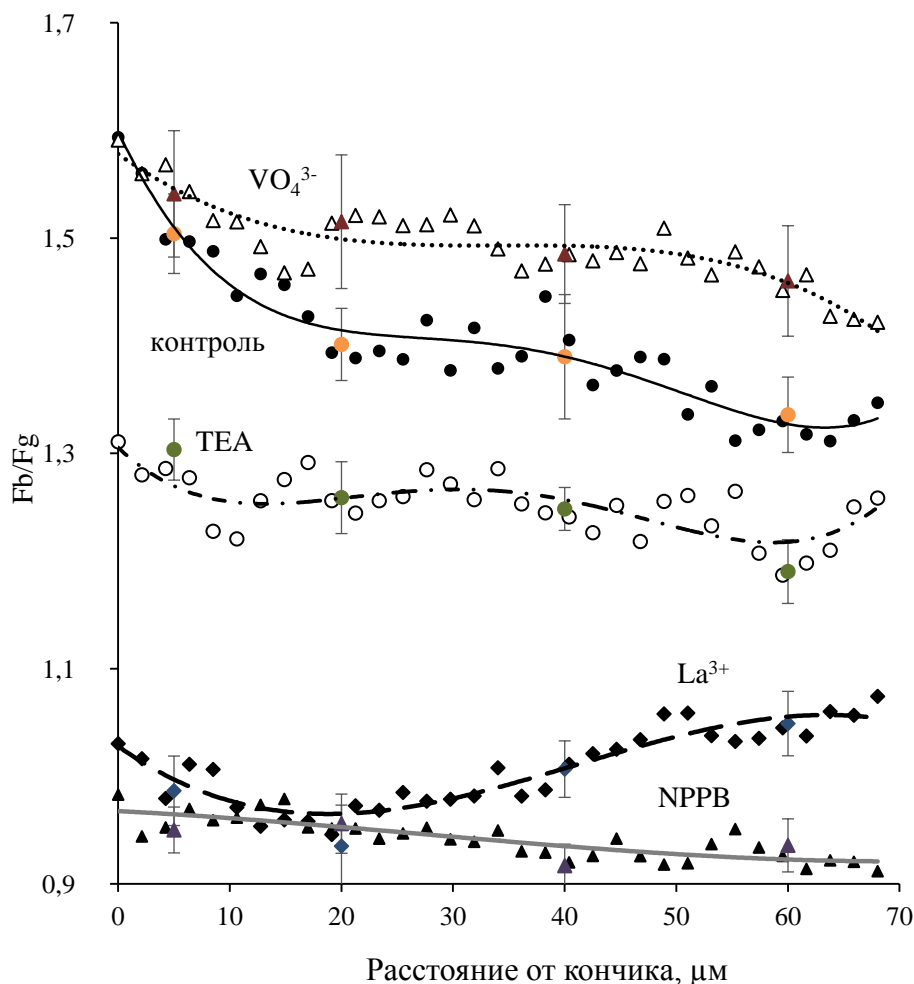 1,7
VO₄³⁻
1,5
контроль
TEA
1,3
Fb/Fg
La³⁺
1,1
NPPB
0,9
0 10 20 30 40 50 60 70
Расстояние от кончика, μм